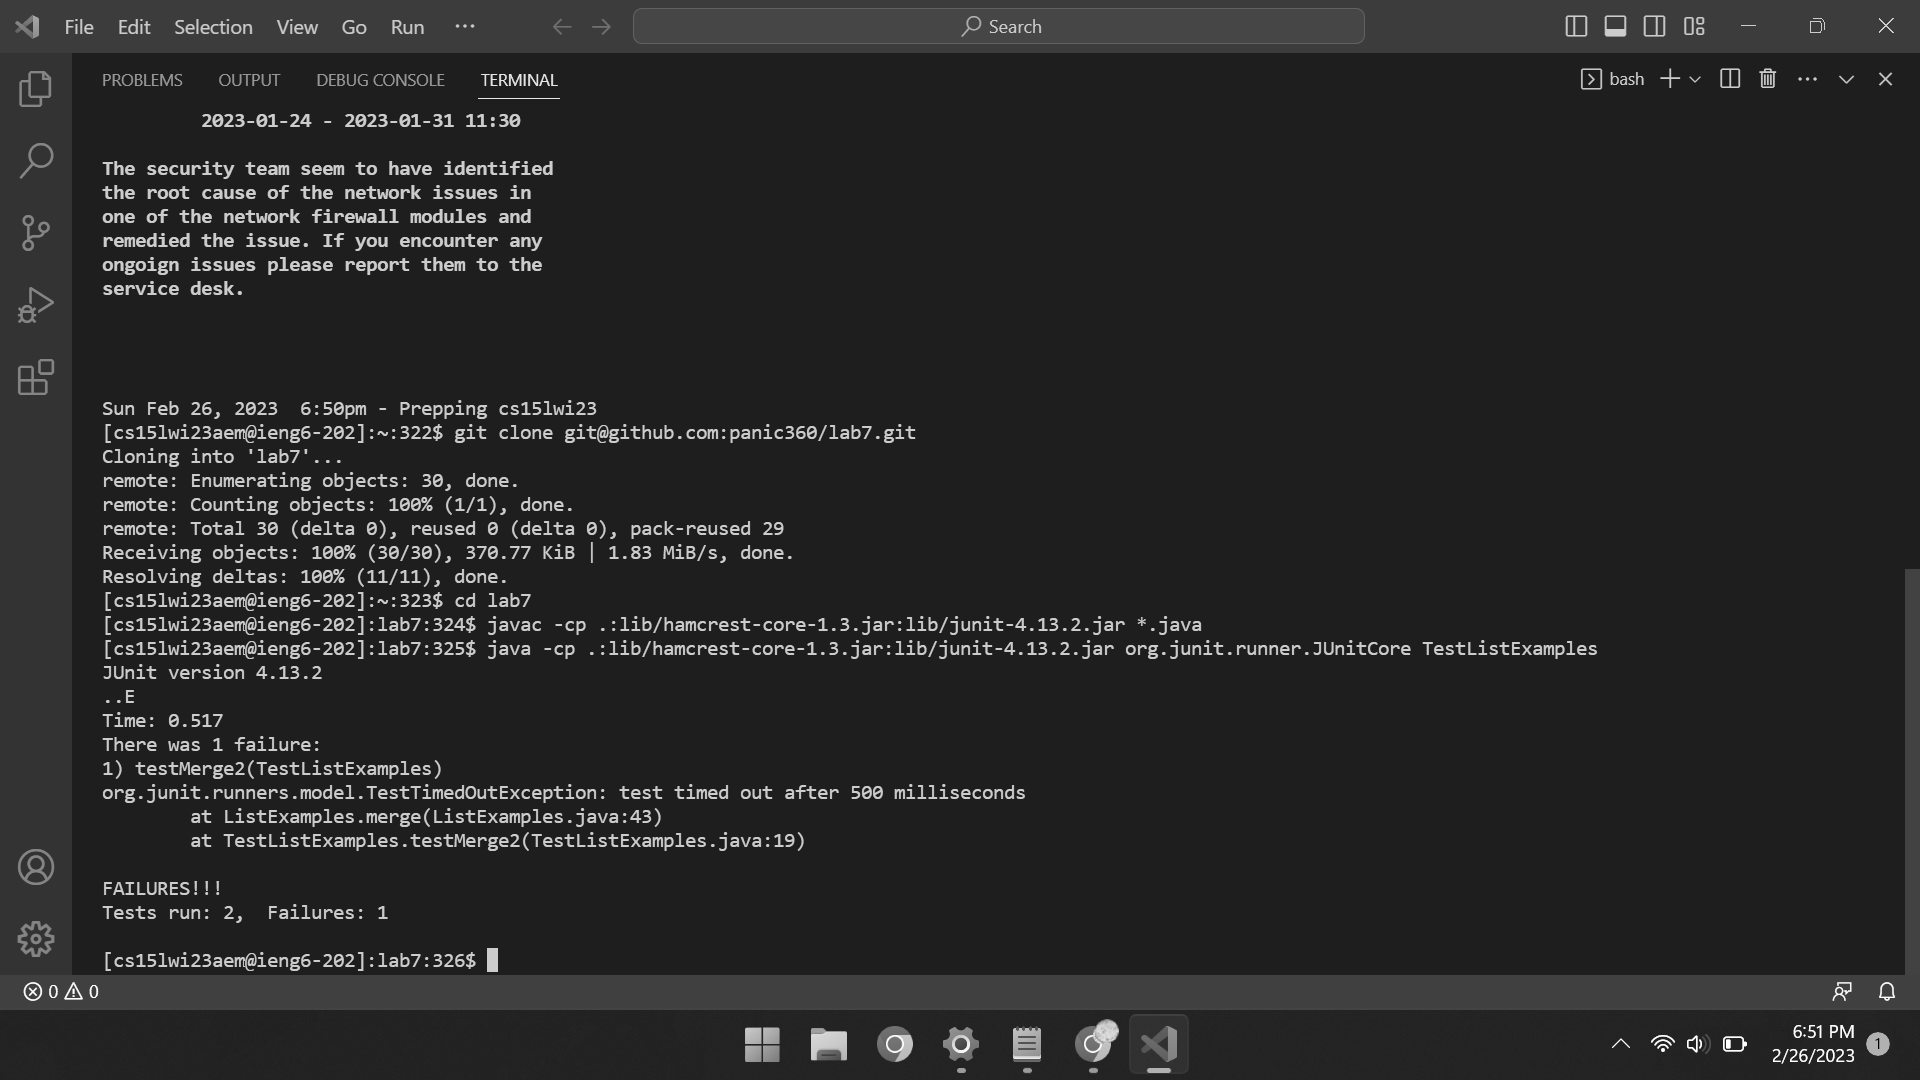 File Edit Selection View Go Run ··· Search
PROBLEMS OUTPUT DEBUG CONSOLE TERMINAL bash
2023-01-24 - 2023-01-31 11:30
The security team seem to have identified
the root cause of the network issues in
one of the network firewall modules and
remedied the issue. If you encounter any
ongoign issues please report them to the
service desk.
Sun Feb 26, 2023  6:50pm - Prepping cs15lwi23
[cs15lwi23aem@ieng6-202]:~:322$ git clone git@github.com:panic360/lab7.git
Cloning into 'lab7'...
remote: Enumerating objects: 30, done.
remote: Counting objects: 100% (1/1), done.
remote: Total 30 (delta 0), reused 0 (delta 0), pack-reused 29
Receiving objects: 100% (30/30), 370.77 KiB | 1.83 MiB/s, done.
Resolving deltas: 100% (11/11), done.
[cs15lwi23aem@ieng6-202]:~:323$ cd lab7
[cs15lwi23aem@ieng6-202]:lab7:324$ javac -cp .:lib/hamcrest-core-1.3.jar:lib/junit-4.13.2.jar *.java
[cs15lwi23aem@ieng6-202]:lab7:325$ java -cp .:lib/hamcrest-core-1.3.jar:lib/junit-4.13.2.jar org.junit.runner.JUnitCore TestListExamples
JUnit version 4.13.2
..E
Time: 0.517
There was 1 failure:
1) testMerge2(TestListExamples)
org.junit.runners.model.TestTimedOutException: test timed out after 500 milliseconds
at ListExamples.merge(ListExamples.java:43)
at TestListExamples.testMerge2(TestListExamples.java:19)
FAILURES!!!
Tests run: 2,  Failures: 1
[cs15lwi23aem@ieng6-202]:lab7:326$
0 0
6:51 PM
2/26/2023
1